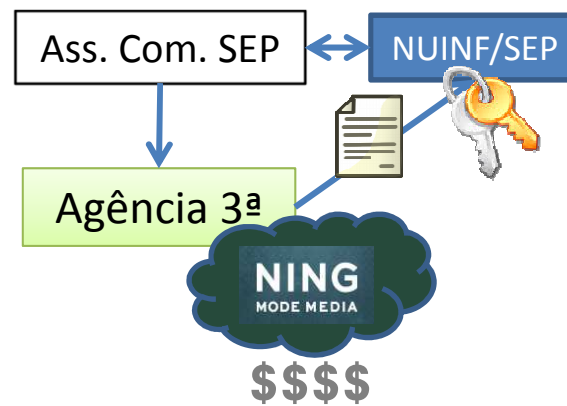 Ass. Com. SEP
NUINF/SEP
Agência 3ª
NING
MODE MEDIA
$$$$